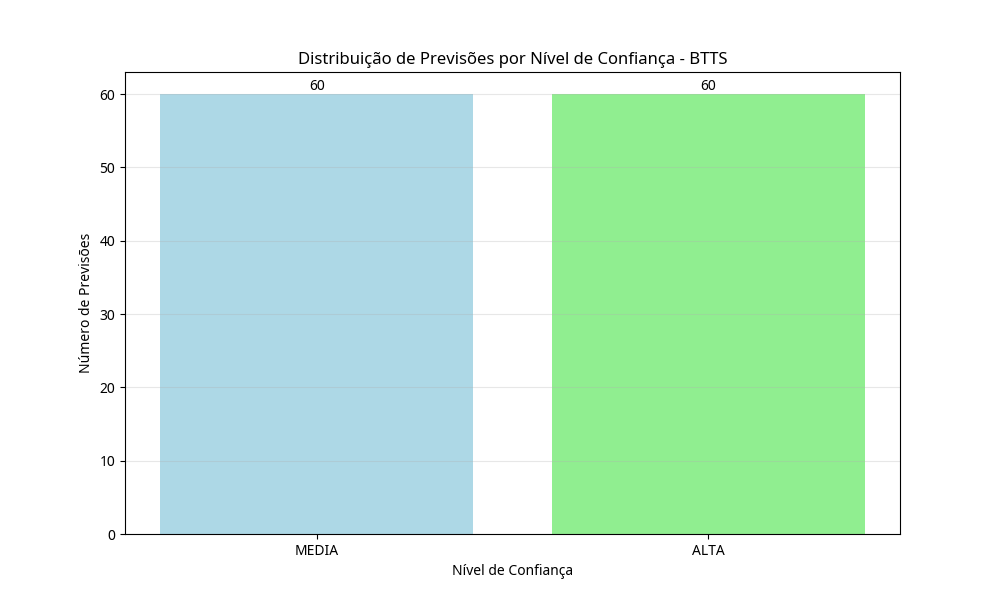 Distribuição de Previsões por Nível de Confiança - BTTS
60
60
Número de Previsões
60
50
40
30
20
10
0
MEDIA
ALTA
Nível de Confiança